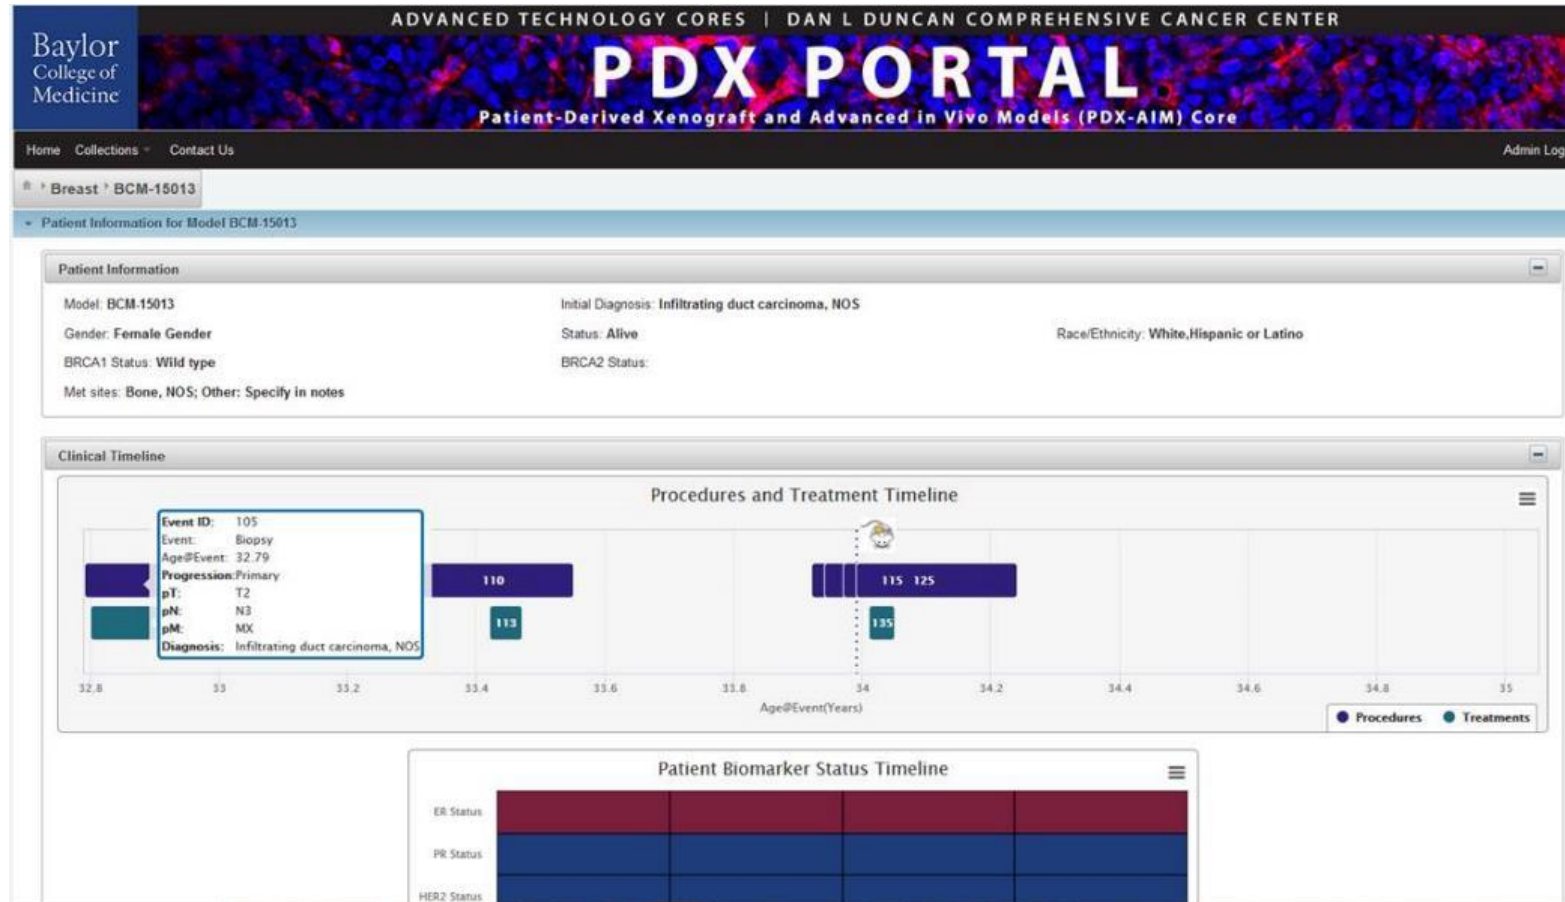 ADVANCED TECHNOLOGY CORES | DAN L DUNCAN COMPREHENSIVE CANCER CENTER
Baylor
College of
Medicine
PDX PORTAL
Patient-Derived Xenograft and Advanced in Vivo Models (PDX-AIM) Core
Home Collections Contact Us Admin Log
Breast BCM-15013
Patient Information for Model BCM-15013
Patient Information
Model: BCM-15013 Initial Diagnosis: Infiltrating duct carcinoma, NOS
Gender: Female Gender Status: Alive Race/Ethnicity: White,Hispanic or Latino
BRCA1 Status: Wild type BRCA2 Status:
Met sites: Bone, NOS; Other: Specify in notes
Clinical Timeline
Procedures and Treatment Timeline
Event ID: 105
Event: Biopsy
Age@Event: 32.79
Progression:Primary
pT: T2
pN: N3
pM: MX
Diagnosis: Infiltrating duct carcinoma, NOS
110 115 125
113 135
32.8 33 33.2 33.4 33.6 33.8 34 34.2 34.4 34.6 34.8 35
Age@Event(Years)
Procedures Treatments
Patient Biomarker Status Timeline
ER Status
PR Status
HER2 Status